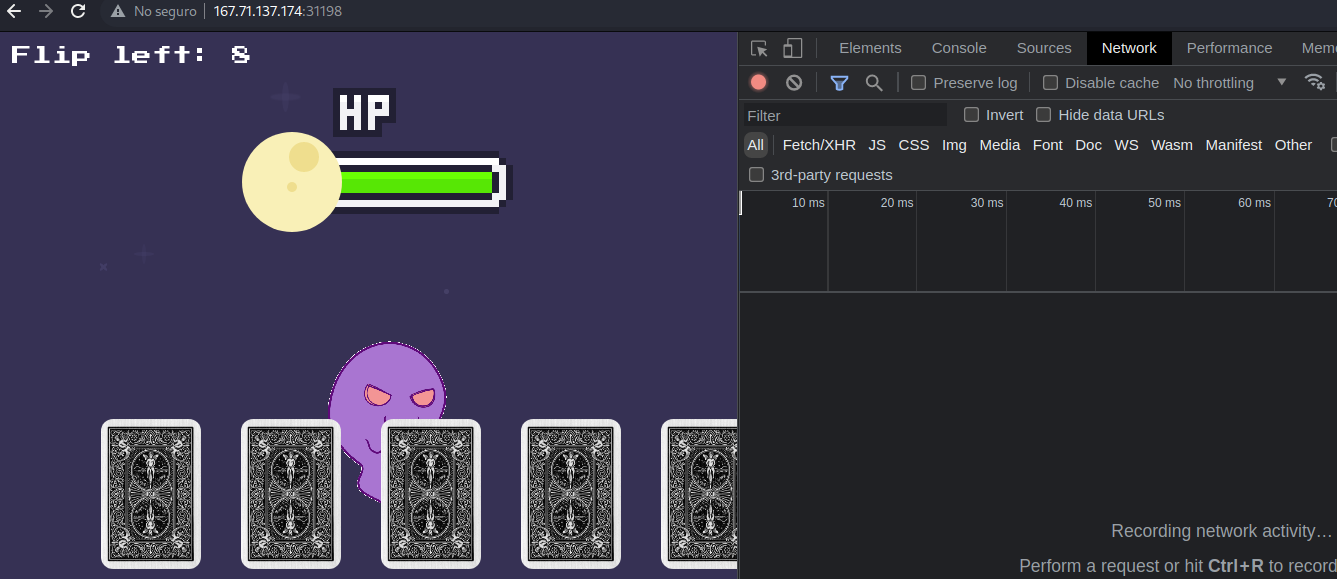 No seguro 167.71.137.174:31198
Flip left: 8
HP
Elements Console Sources Network Performance Mem
Preserve log Disable cache No throttling
Filter Invert Hide data URLs
All Fetch/XHR JS CSS Img Media Font Doc WS Wasm Manifest Other
3rd-party requests
10 ms 20 ms 30 ms 40 ms 50 ms 60 ms 70
Recording network activity…
Perform a request or hit Ctrl+R to record